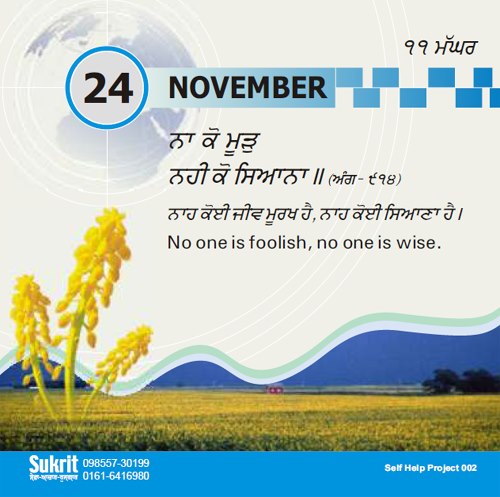 ੧੧ ਮੱਘਰ
24 NOVEMBER
ਨਾ ਕੋ ਮੂੜੁ
ਨਹੀ ਕੋ ਸਿਆਨਾ ॥ (ਅੰਗ- ੯੧੪)
ਨਾਹ ਕੋਈ ਜੀਵ ਮੂਰਖ ਹੈ, ਨਾਹ ਕੋਈ ਸਿਆਣਾ ਹੈ।
No one is foolish, no one is wise.
Sukrit
098557-30199
0161-6416980
Self Help Project 002